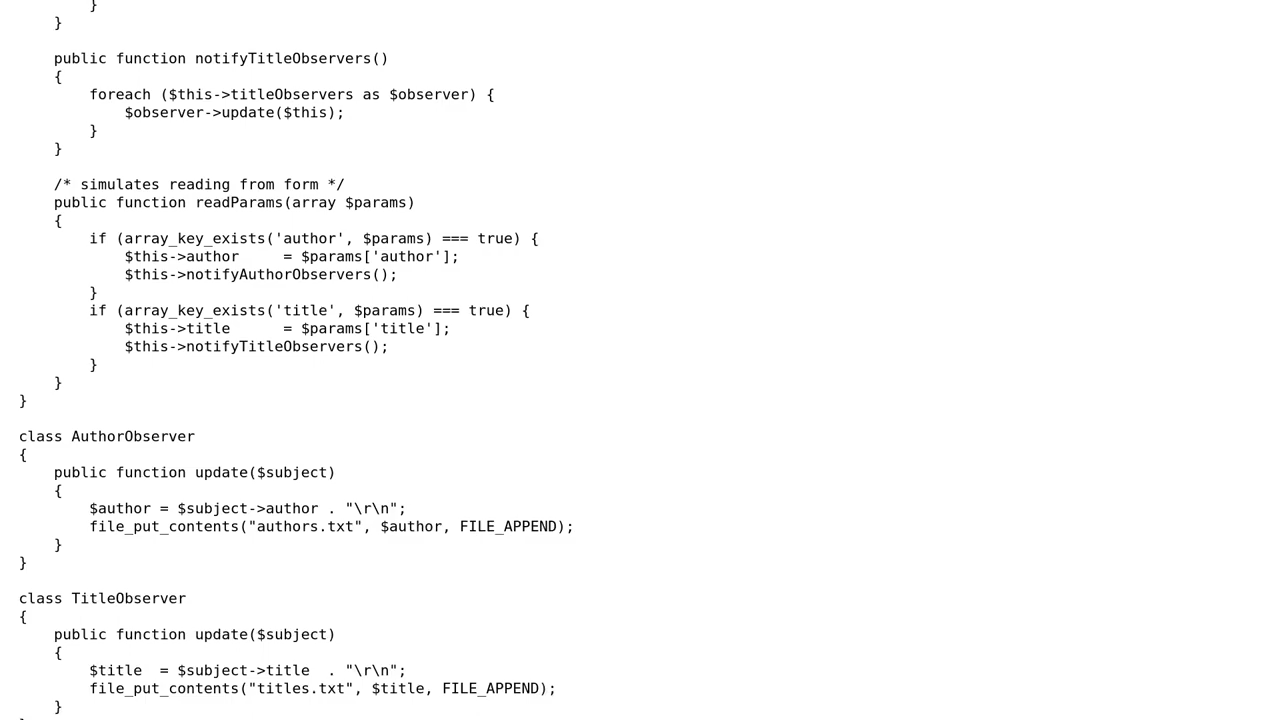 }
    }

    public function notifyTitleObservers()
    {
        foreach ($this->titleObservers as $observer) {
            $observer->update($this);
        }
    }

    /* simulates reading from form */
    public function readParams(array $params)
    {
        if (array_key_exists('author', $params) === true) {
            $this->author     = $params['author'];
            $this->notifyAuthorObservers();
        }
        if (array_key_exists('title', $params) === true) {
            $this->title      = $params['title'];
            $this->notifyTitleObservers();
        }
    }
}

class AuthorObserver
{
    public function update($subject)
    {
        $author = $subject->author . "\r\n";
        file_put_contents("authors.txt", $author, FILE_APPEND);
    }
}

class TitleObserver
{
    public function update($subject)
    {
        $title  = $subject->title  . "\r\n";
        file_put_contents("titles.txt", $title, FILE_APPEND);
    }
}